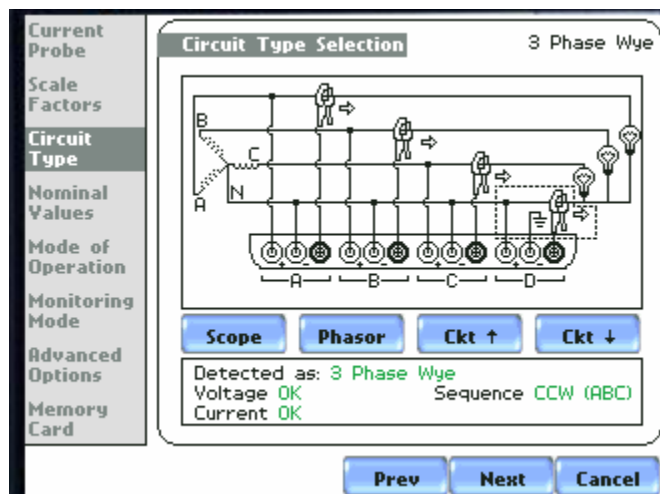 Current
Probe
Scale
Factors
Circuit
Type
Nominal
Values
Mode of
Operation
Monitoring
Mode
Advanced
Options
Memory
Card
Circuit Type Selection
3 Phase Wye
B
C
A
N
A
B
C
D
Scope
Phasor
Ckt ↑
Ckt ↓
Detected as: 3 Phase Wye
Voltage OK Sequence CCW (ABC)
Current OK
Prev
Next
Cancel